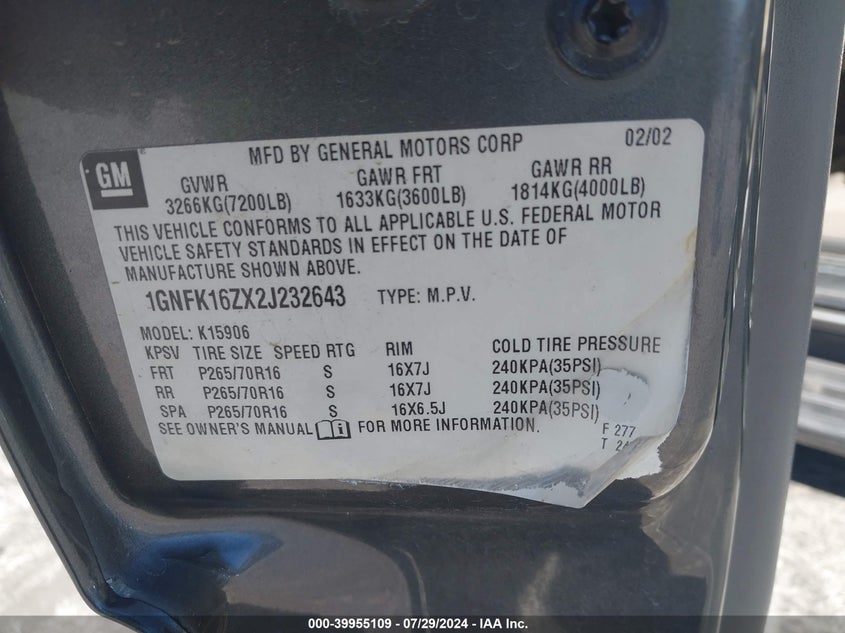 GM
MFD BY GENERAL MOTORS CORP 02/02
GVWR GAWR FRT GAWR RR
3266KG(7200LB) 1633KG(3600LB) 1814KG(4000LB)
THIS VEHICLE CONFORMS TO ALL APPLICABLE U.S. FEDERAL MOTOR
VEHICLE SAFETY STANDARDS IN EFFECT ON THE DATE OF
MANUFACTURE SHOWN ABOVE.
1GNFK16ZX2J232643 TYPE: M.P.V.
MODEL: K15906
KPSV TIRE SIZE SPEED RTG RIM COLD TIRE PRESSURE
FRT P265/70R16 S 16X7J 240KPA(35PSI)
RR P265/70R16 S 16X7J 240KPA(35PSI)
SPA P265/70R16 S 16X6.5J 240KPA(35PSI)
SEE OWNER'S MANUAL FOR MORE INFORMATION.
F 277
T
000-39955109 - 07/29/2024 - IAA Inc.